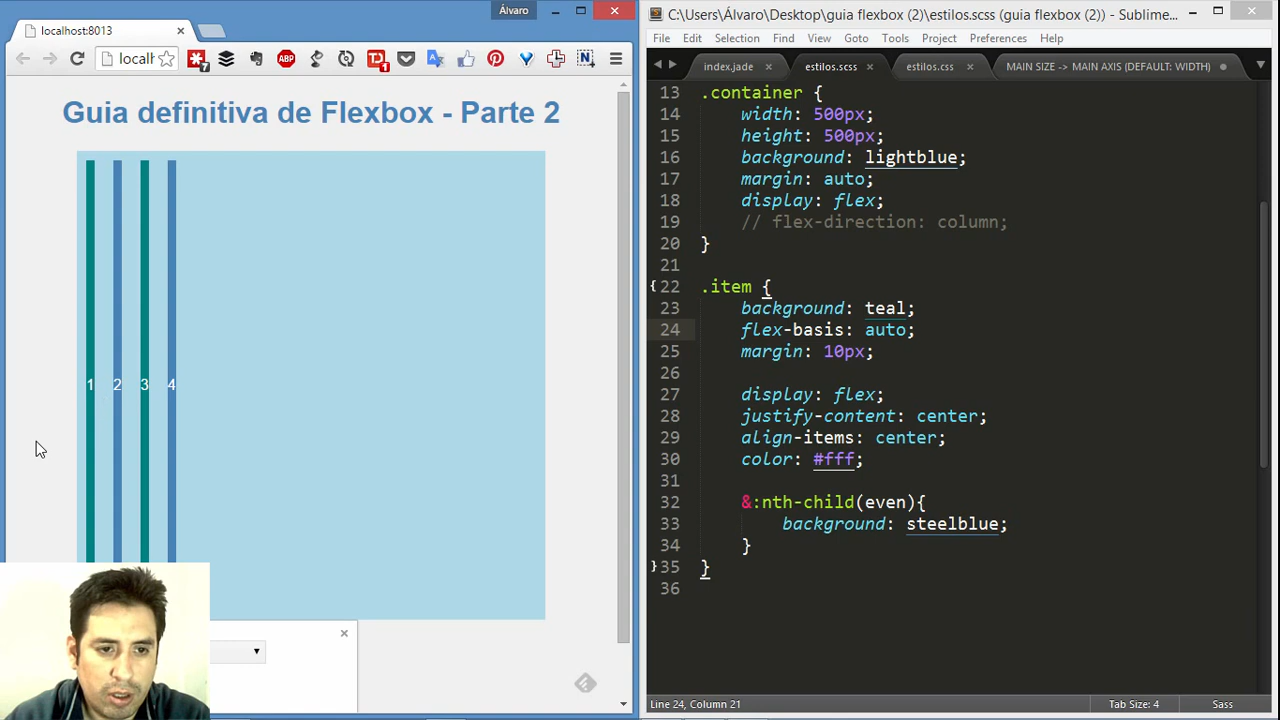 Álvaro
localhost:8013
localh
7
Guia definitiva de Flexbox - Parte 2
1 2 3 4
C:\Users\Álvaro\Desktop\guia flexbox (2)\estilos.scss (guia flexbox (2)) - Sublime...
File Edit Selection Find View Goto Tools Project Preferences Help
index.jade × estilos.scss × estilos.css × MAIN SIZE -> MAIN AXIS (DEFAULT: WIDTH)
13 .container {
14 width: 500px;
15 height: 500px;
16 background: lightblue;
17 margin: auto;
18 display: flex;
19 // flex-direction: column;
20 }
21
22 .item {
23 background: teal;
24 flex-basis: auto;
25 margin: 10px;
26
27 display: flex;
28 justify-content: center;
29 align-items: center;
30 color: #fff;
31
32 &:nth-child(even){
33 background: steelblue;
34 }
35 }
36
Line 24, Column 21 Tab Size: 4 Sass